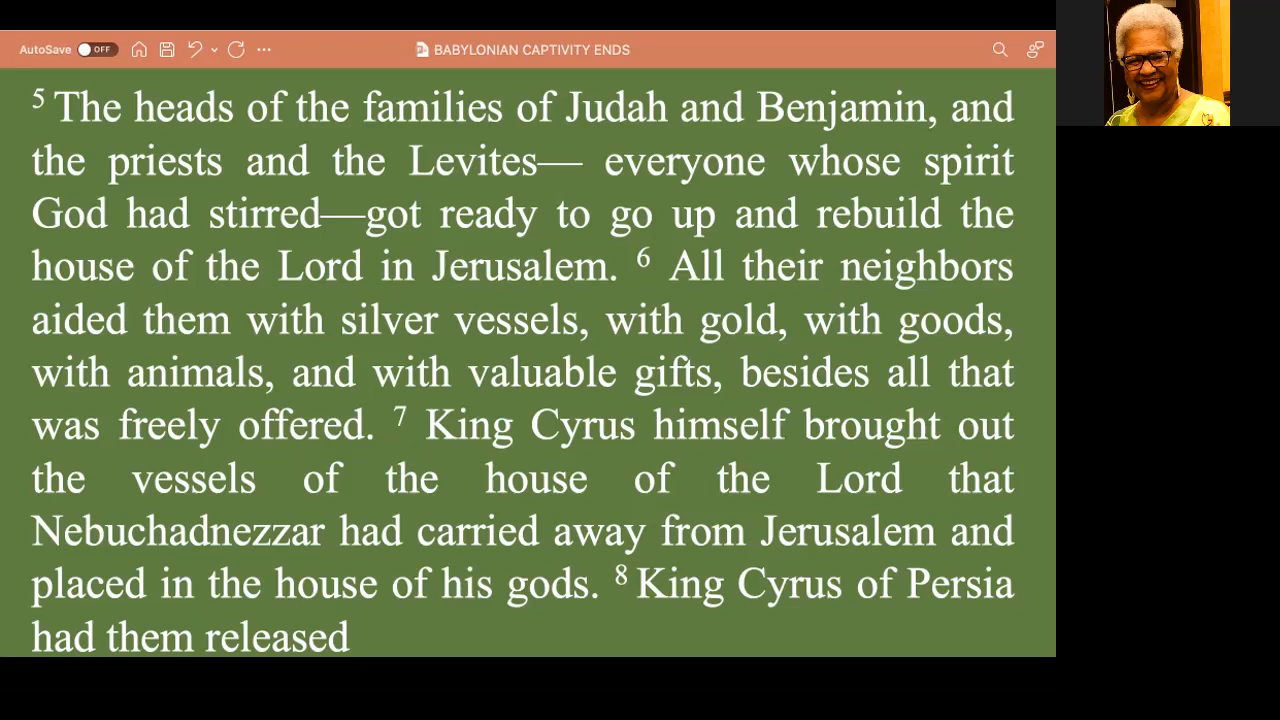 AutoSave OFF ... BABYLONIAN CAPTIVITY ENDS
5 The heads of the families of Judah and Benjamin, and
the priests and the Levites— everyone whose spirit
God had stirred—got ready to go up and rebuild the
house of the Lord in Jerusalem. 6 All their neighbors
aided them with silver vessels, with gold, with goods,
with animals, and with valuable gifts, besides all that
was freely offered. 7 King Cyrus himself brought out
the vessels of the house of the Lord that
Nebuchadnezzar had carried away from Jerusalem and
placed in the house of his gods. 8 King Cyrus of Persia
had them released